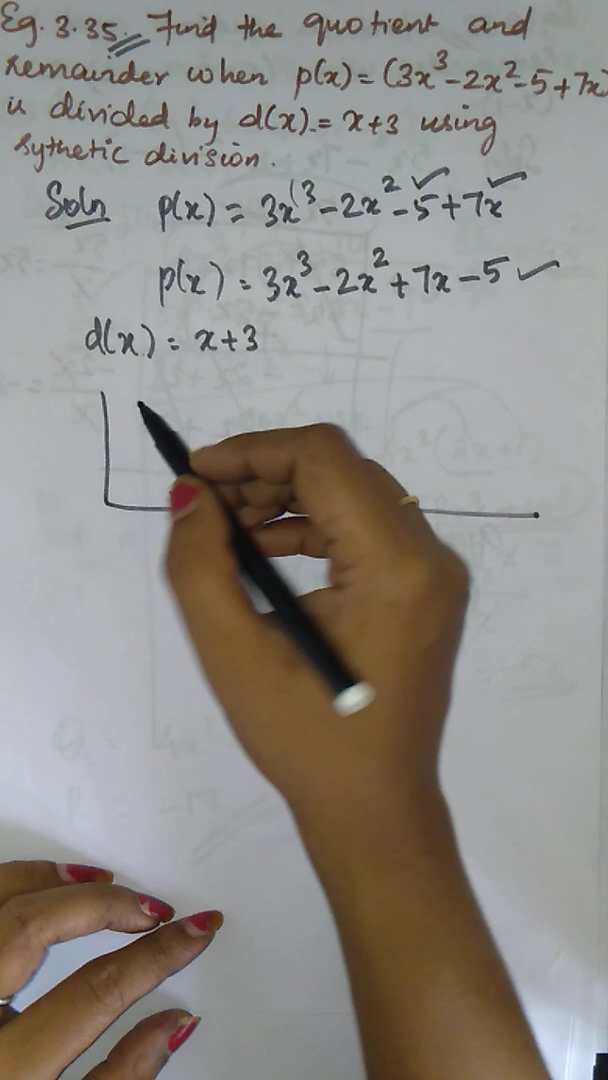 Eg. 3.35. Find the quotient and
remainder when p(x) = (3x³-2x²-5+7x)
is divided by d(x) = x+3 using
sythetic division.
Soln p(x) = 3x³-2x²-5+7x
p(x) = 3x³-2x²+7x-5
d(x) = x+3